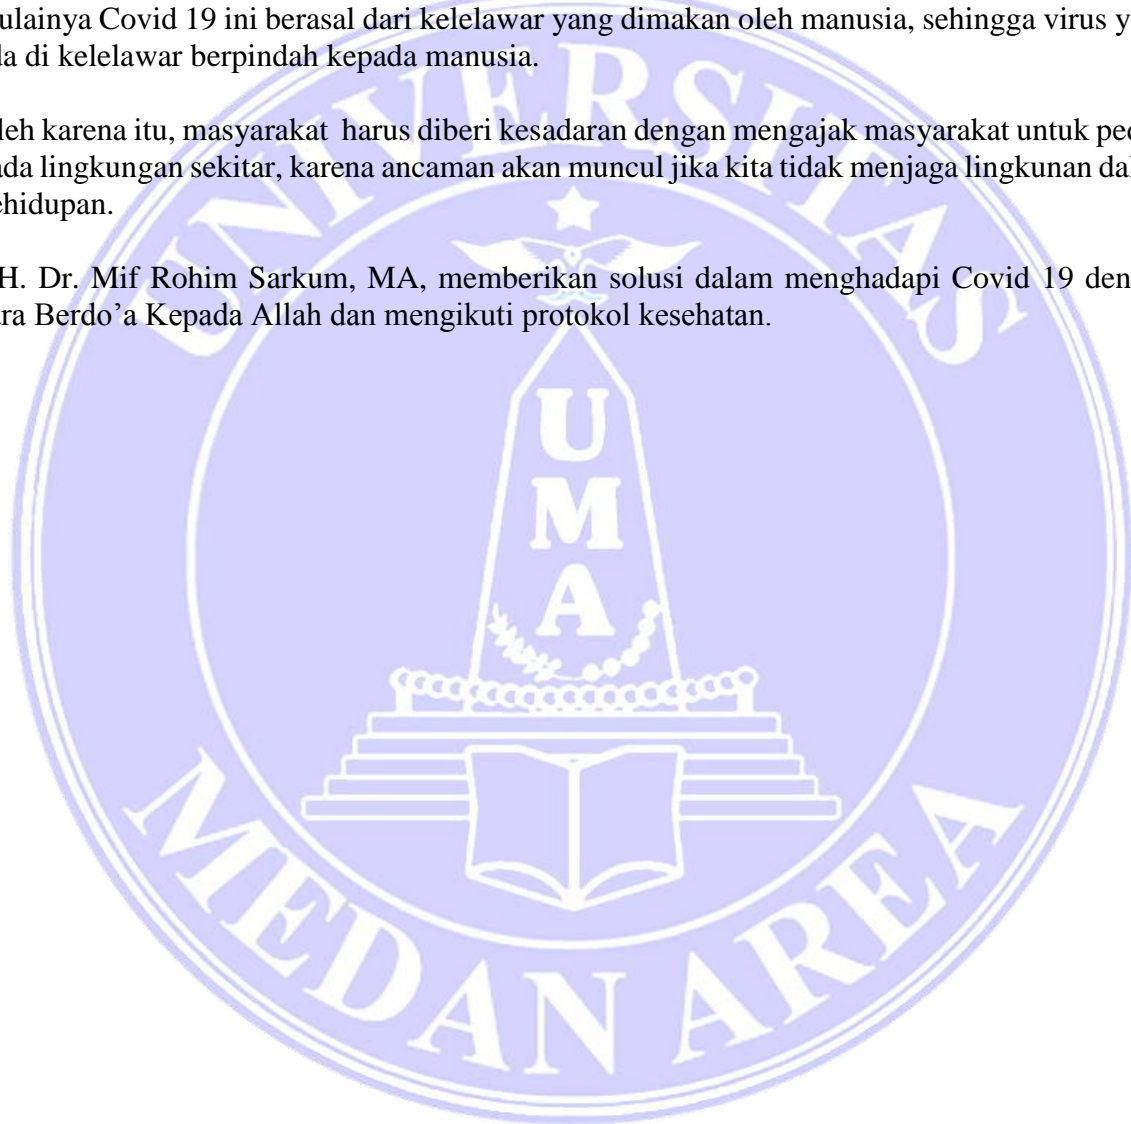 ulainya Covid 19 ini berasal dari kelelawar yang dimakan oleh manusia, sehingga virus y
la di kelelawar berpindah kepada manusia.
leh karena itu, masyarakat harus diberi kesadaran dengan mengajak masyarakat untuk ped
ada lingkungan sekitar, karena ancaman akan muncul jika kita tidak menjaga lingkunan dal
ehidupan.
H. Dr. Mif Rohim Sarkum, MA, memberikan solusi dalam menghadapi Covid 19 den
ara Berdo’a Kepada Allah dan mengikuti protokol kesehatan.
UNIVERSITAS
U
M
A
MEDAN AREA